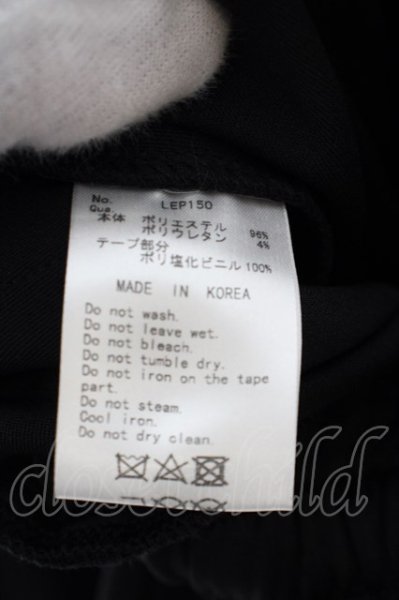 No. LEP150
Qua.
本体 ポリエステル 96%
ポリウレタン 4%
テープ部分
ポリ塩化ビニル 100%
MADE IN KOREA
Do not wash.
Do not leave wet.
Do not bleach.
Do not tumble dry.
Do not iron on the tape
part.
Do not steam.
Cool iron.
Do not dry clean.
closet child